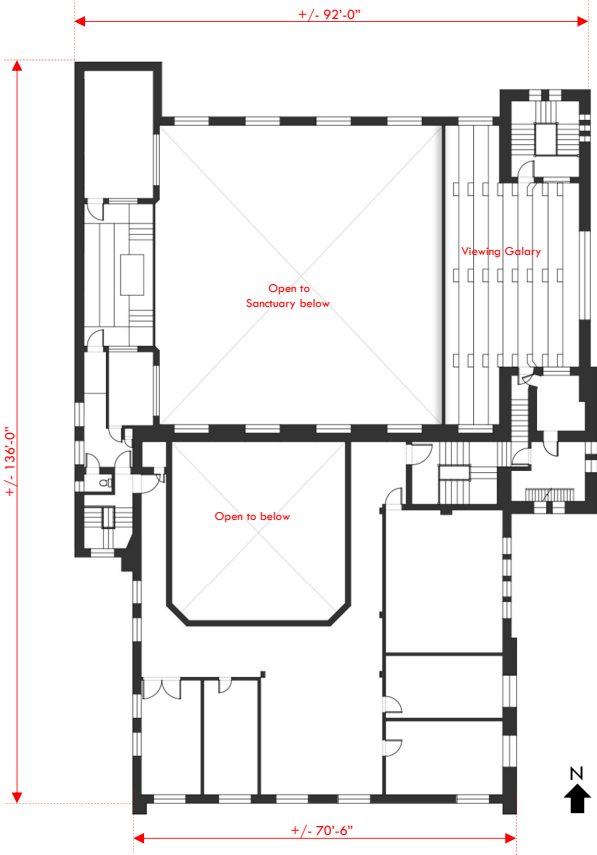 +/- 92’-0”
Viewing Galary
Open to
Sanctuary below
+/- 136’-0”
Open to below
N
+/- 70’-6”